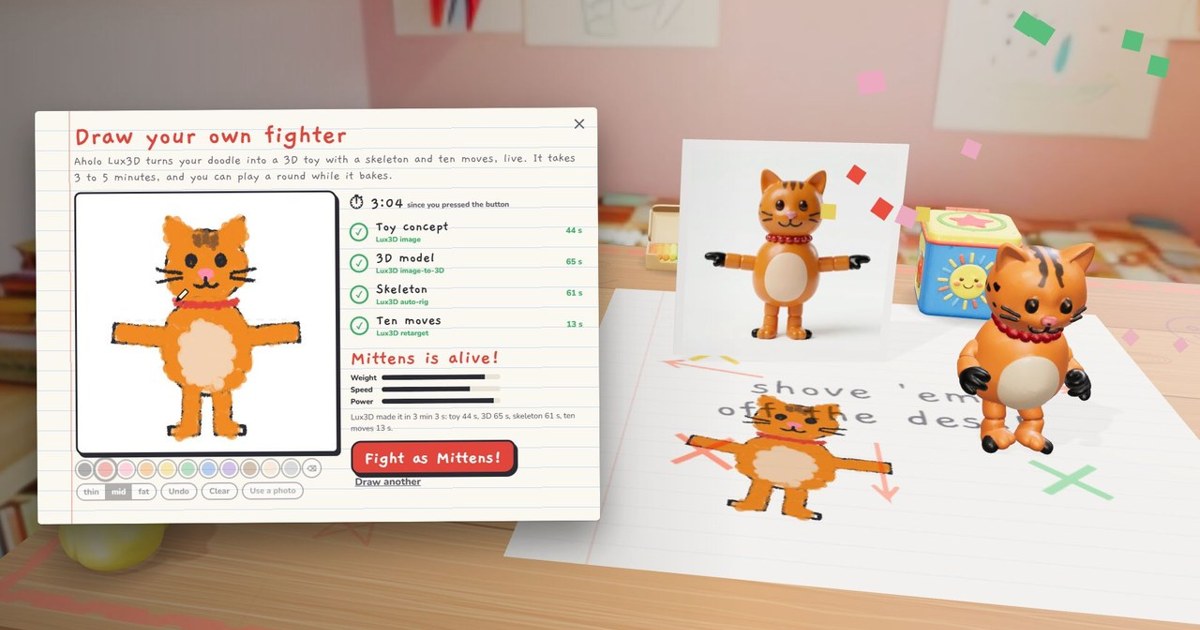 Draw your own fighter
Aholo Lux3D turns your doodle into a 3D toy with a skeleton and ten moves, live. It takes
3 to 5 minutes, and you can play a round while it bakes.
3:04 since you pressed the button
Toy concept
44 s
Lux3D image
3D model
65 s
Lux3D image-to-3D
Skeleton
61 s
Lux3D auto-rig
Ten moves
13 s
Lux3D retarget
Mittens is alive!
Weight
Speed
Power
Lux3D made it in 3 min 3 s: toy 44 s, 3D 65 s, skeleton 61 s, ten
moves 13 s.
Fight as Mittens!
Draw another
thin mid fat Undo Clear Use a photo
shove 'em
off the des